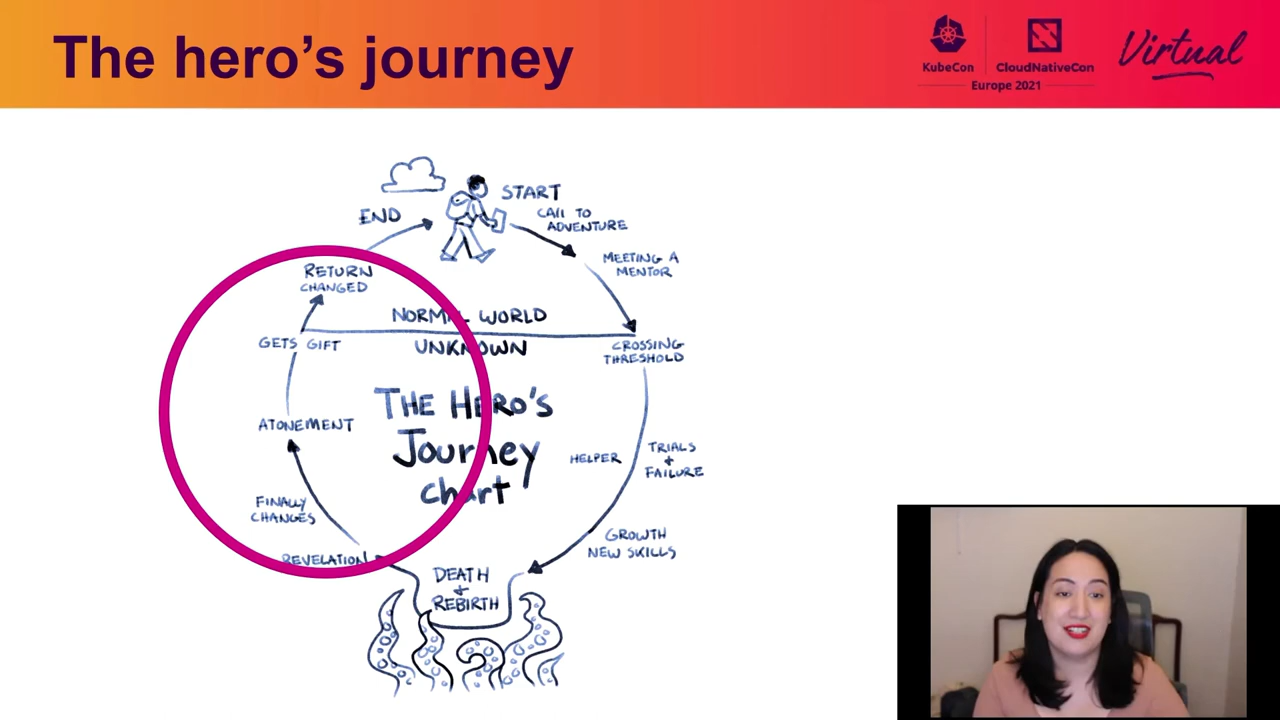 The hero's journey
KubeCon
CloudNativeCon
Europe 2021
Virtual
START
CALL TO
ADVENTURE
END
MEETING A
MENTOR
RETURN
CHANGED
NORMAL WORLD
GETS GIFT
UNKNOWN
CROSSING
THRESHOLD
THE HERO'S
JOURNEY
CHART
ATONEMENT
HELPER
TRIALS
+
FAILURE
FINALLY
CHANGES
GROWTH
NEW SKILLS
REVELATION
DEATH
+
REBIRTH